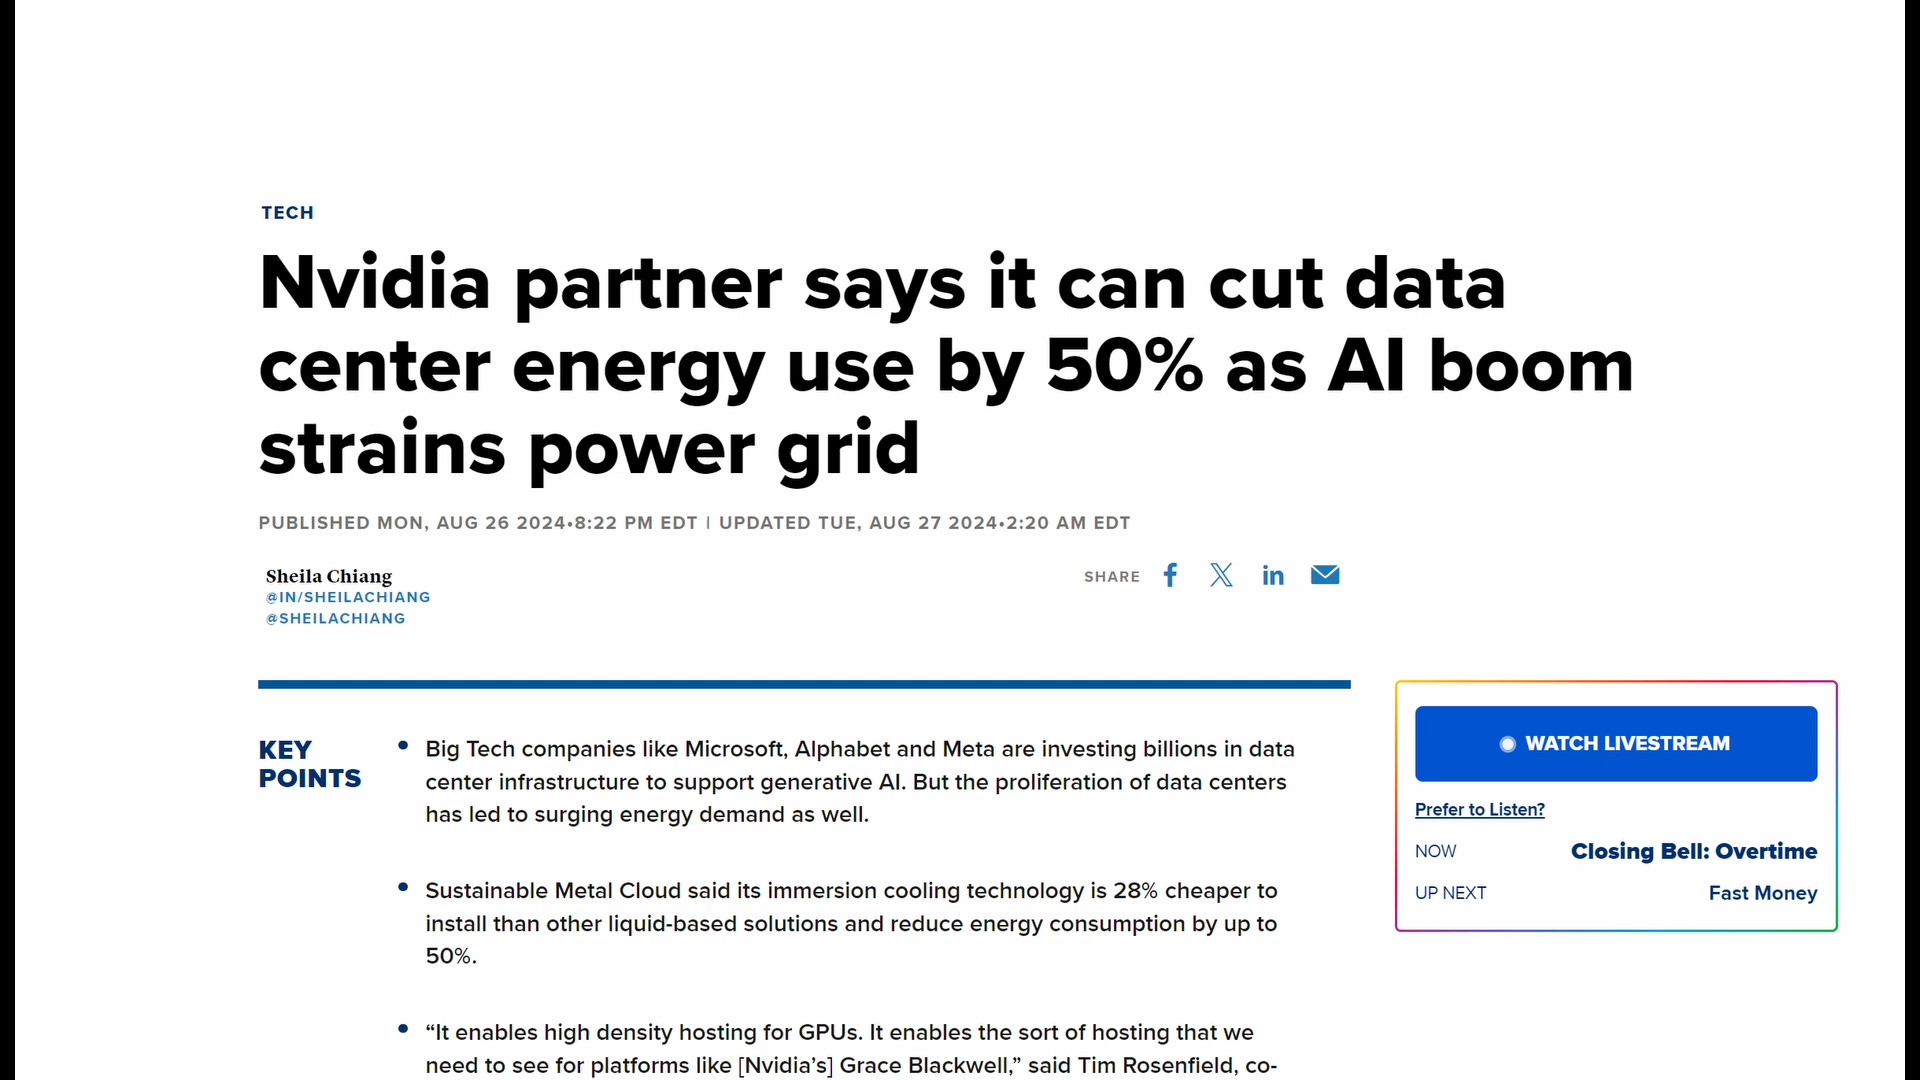 TECH
Nvidia partner says it can cut data
center energy use by 50% as AI boom
strains power grid
PUBLISHED MON, AUG 26 2024•8:22 PM EDT | UPDATED TUE, AUG 27 2024•2:20 AM EDT
Sheila Chiang
@IN/SHEILACHIANG
@SHEILACHIANG
SHARE
KEY
POINTS
• Big Tech companies like Microsoft, Alphabet and Meta are investing billions in data
center infrastructure to support generative AI. But the proliferation of data centers
has led to surging energy demand as well.
• Sustainable Metal Cloud said its immersion cooling technology is 28% cheaper to
install than other liquid-based solutions and reduce energy consumption by up to
50%.
• “It enables high density hosting for GPUs. It enables the sort of hosting that we
need to see for platforms like [Nvidia’s] Grace Blackwell,” said Tim Rosenfield, co-
WATCH LIVESTREAM
Prefer to Listen?
NOW Closing Bell: Overtime
UP NEXT Fast Money